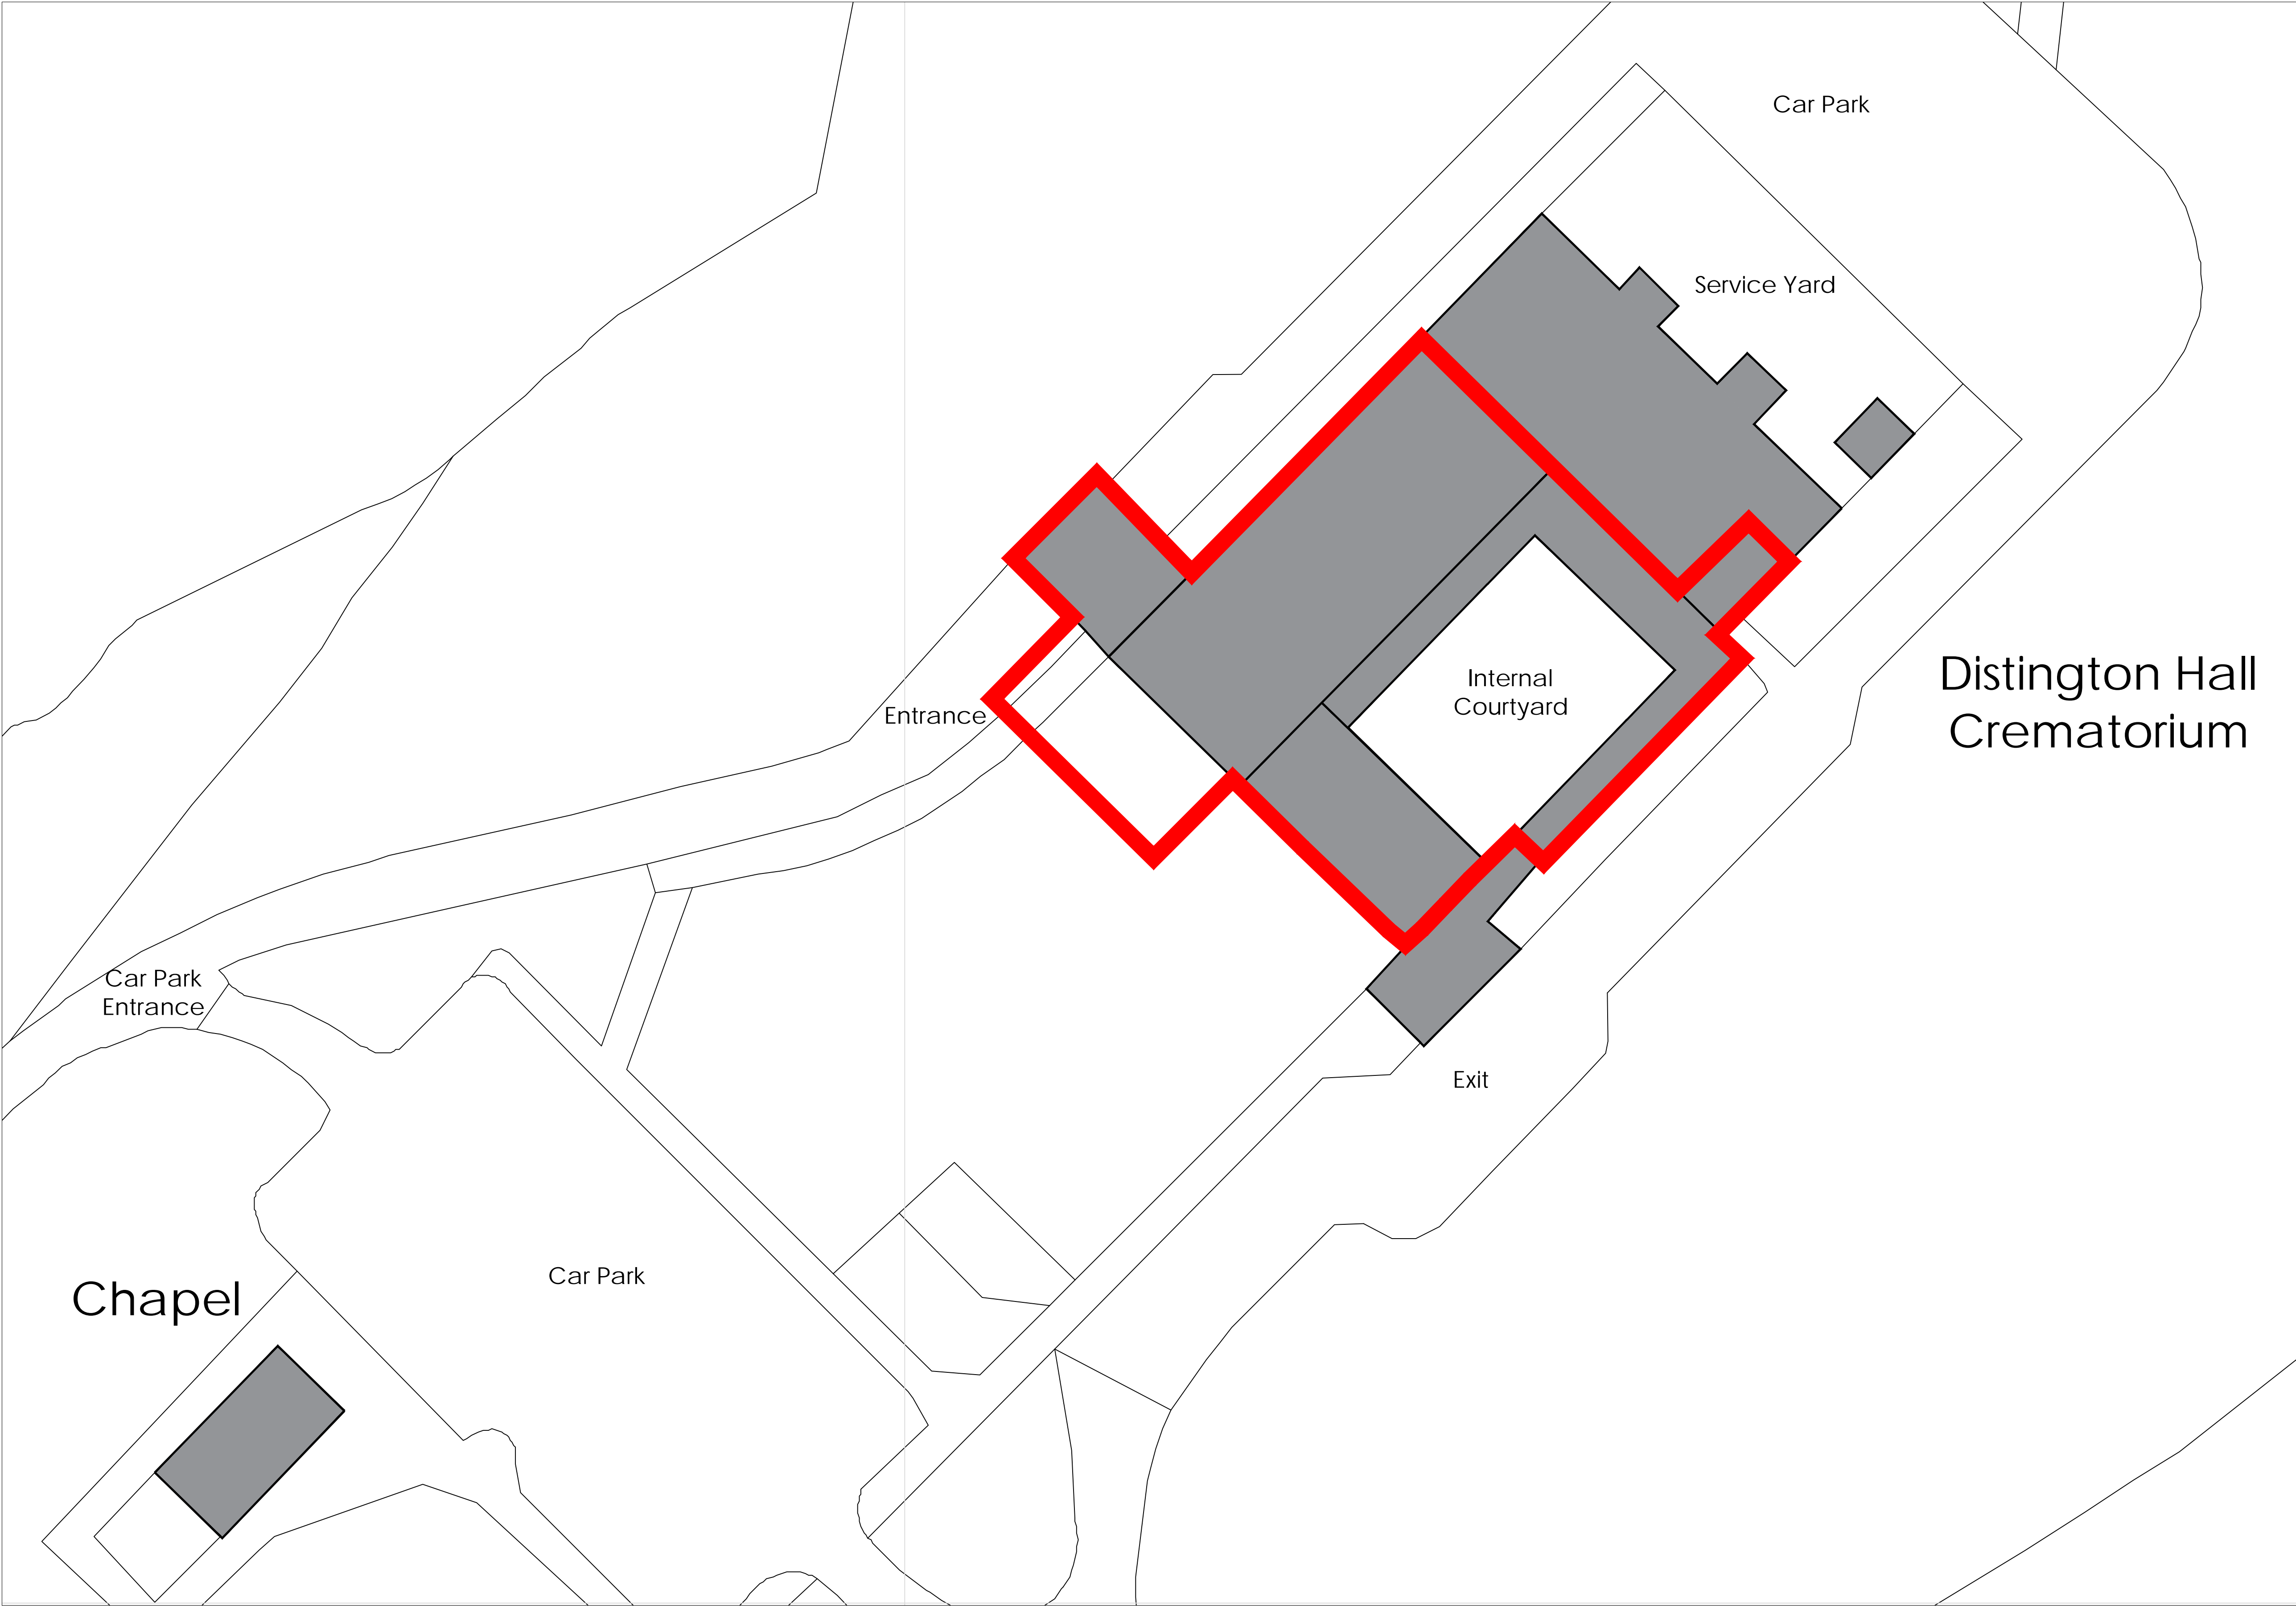 Car Park
Service Yard
Distington Hall
Crematorium
Internal
Courtyard
Entrance
Car Park
Entrance
Exit
Car Park
Chapel